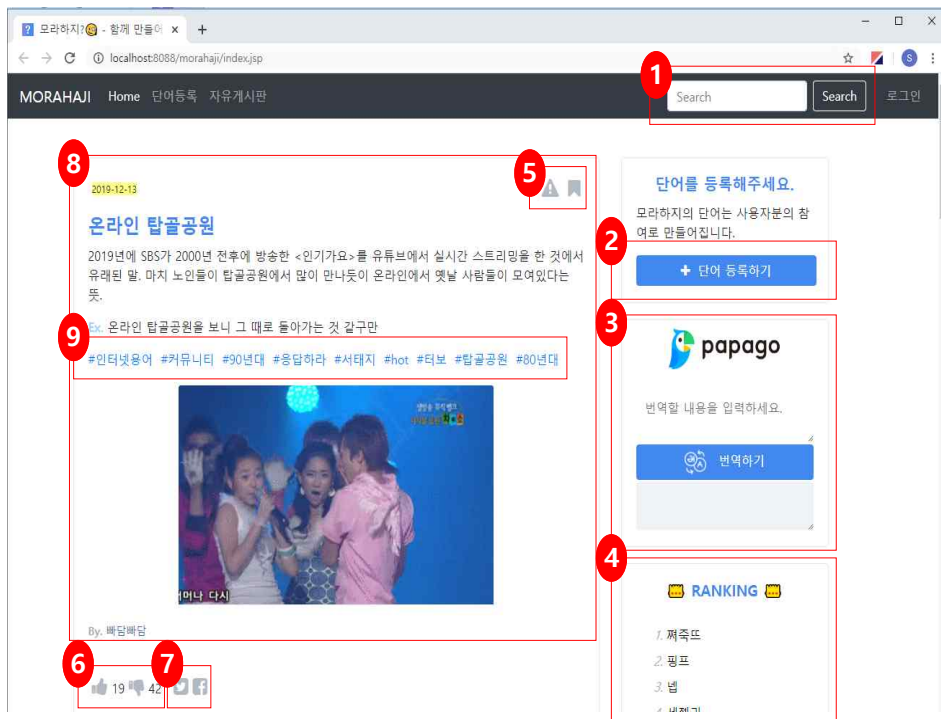 모라하지? - 함께 만들어
localhost:8088/morahaji/index.jsp
S
MORAHAJI Home 단어등록 자유게시판 Search Search 로그인
1
8
5
2019-12-13
온라인 탑골공원
2019년에 SBS가 2000년 전후에 방송한 <인기가요>를 유튜브에서 실시간 스트리밍을 한 것에서
유래된 말. 마치 노인들이 탑골공원에서 많이 만나듯이 온라인에서 옛날 사람들이 모여있다는
뜻.
Ex. 온라인 탑골공원을 보니 그 때로 돌아가는 것 같구만
9
#인터넷용어 #커뮤니티 #90년대 #응답하라 #서태지 #hot #터보 #탑골공원 #80년대
머나 다시
By. 빠담빠담
6
7
19 42
단어를 등록해주세요.
모라하지의 단어는 사용자분의 참
여로 만들어집니다.
2
+ 단어 등록하기
3
papago
번역할 내용을 입력하세요.
번역하기
4
RANKING
1. 쪄죽뜨
2. 핑프
3. 넵